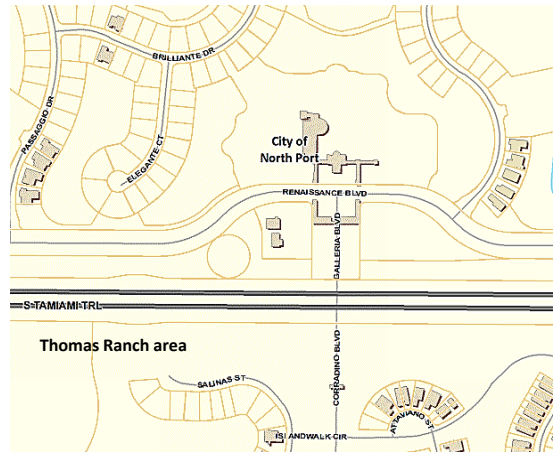 BRILLIANTE DR
PASSAGGIO DR
ELEGANTE CT
City of
North Port
RENAISSANCE BLVD
GALLERIA BLVD
S TAMIAMI TRL
Thomas Ranch area
CORRADINO BLVD
SALINAS ST
ATTAVIANO ST
ISLANDWALK CIR